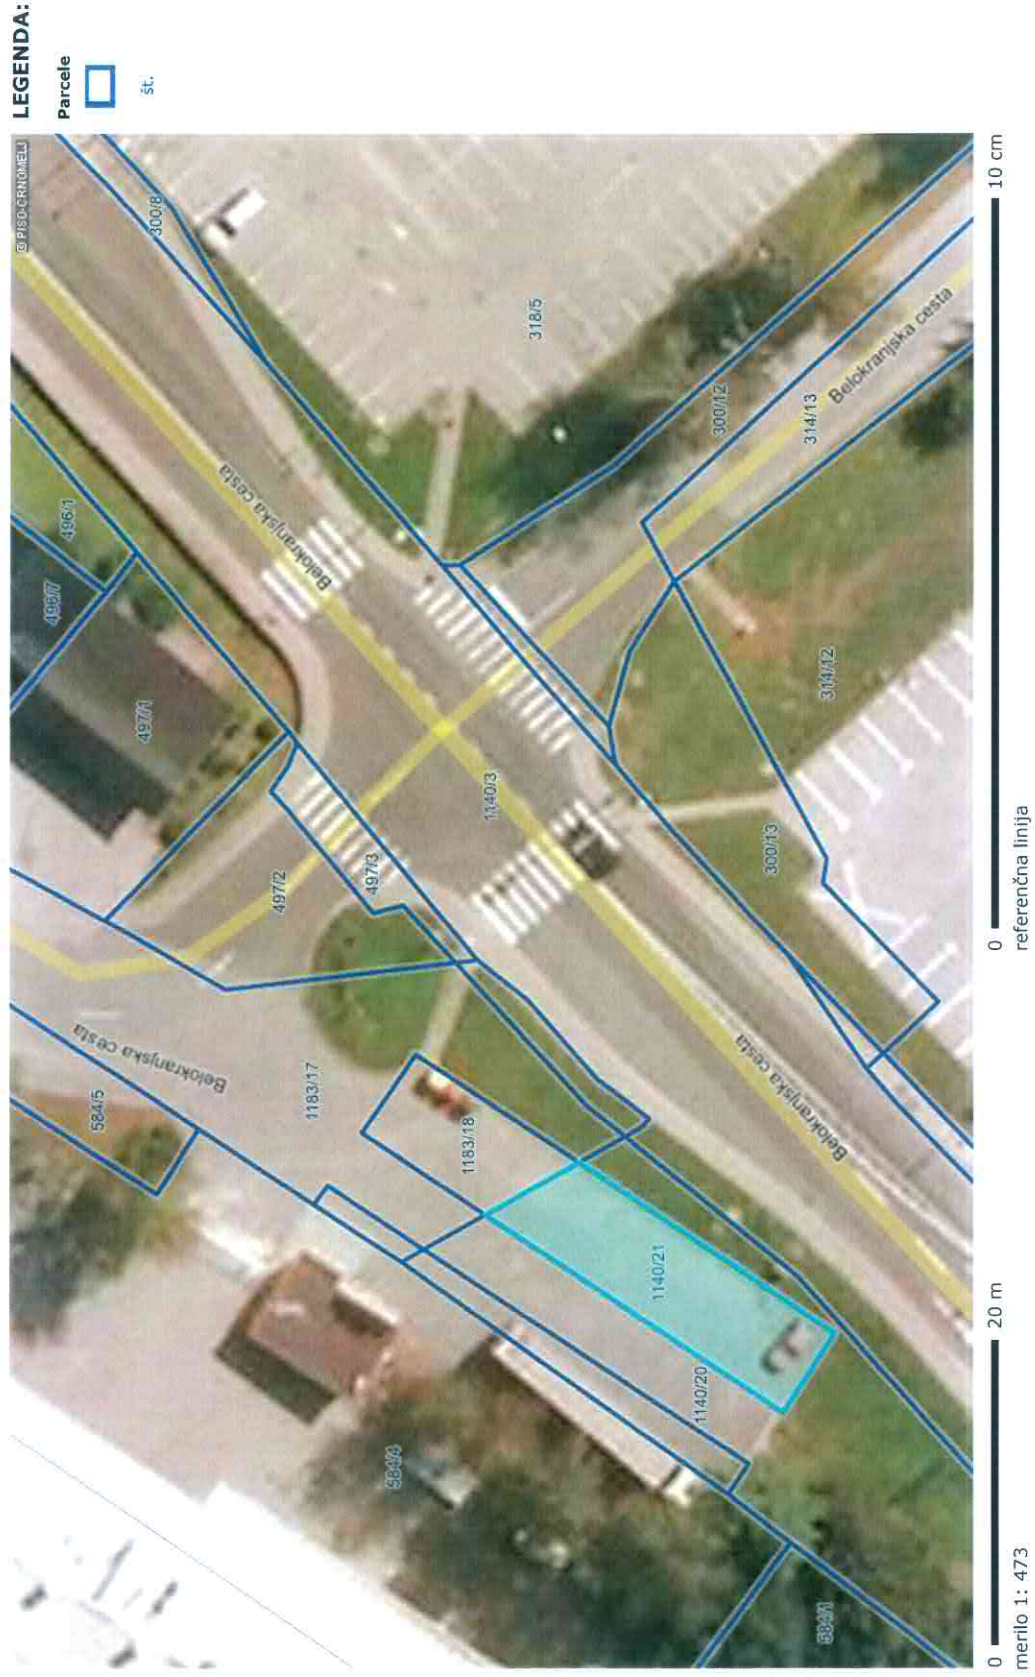 LEGENDA:
Parcele
št.
© PISO-ČRNOMELJ
300/8
496/1
496/7
497/1
318/5
Belokranjska cesta
300/12
Belokranjska cesta
314/13
497/2
497/3
1140/3
314/12
300/13
Belokranjska cesta
584/5
1183/17
1183/18
Belokranjska cesta
Belokranjska cesta
1140/21
1140/20
584/4
584/1
0 20 m
merilo 1: 473
0 10 cm
referenčna linija